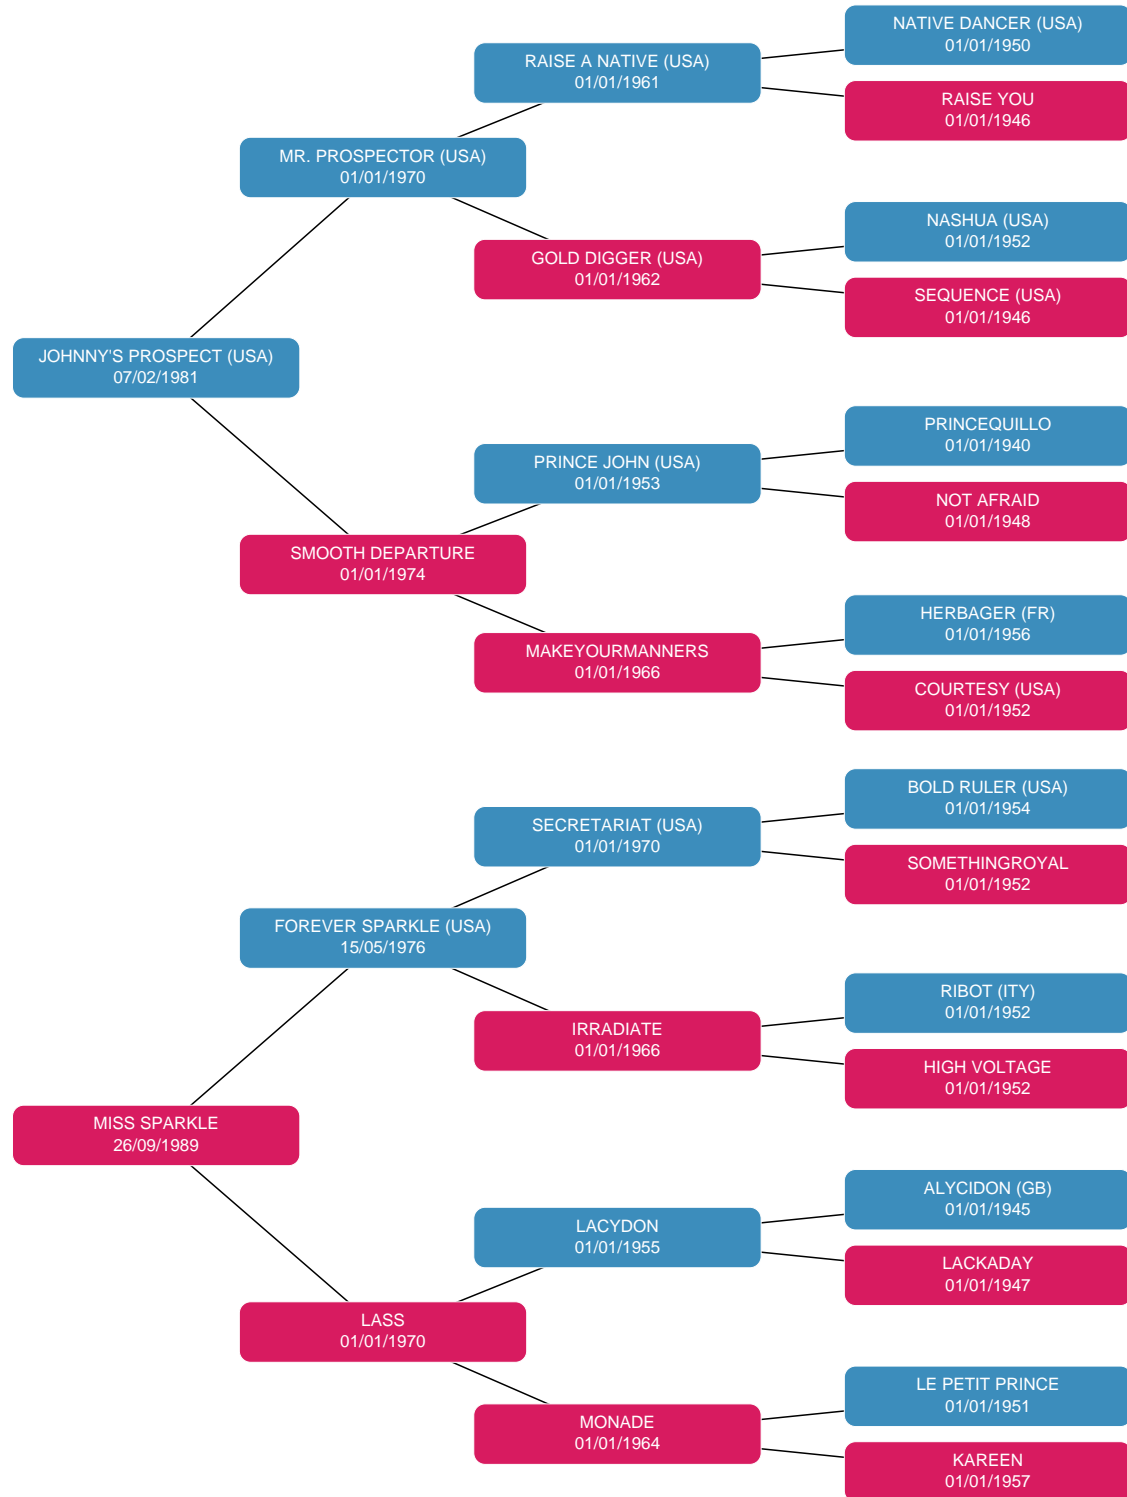 NATIVE DANCER (USA)
01/01/1950
RAISE A NATIVE (USA)
01/01/1961
RAISE YOU
01/01/1946
MR. PROSPECTOR (USA)
01/01/1970
NASHUA (USA)
01/01/1952
GOLD DIGGER (USA)
01/01/1962
SEQUENCE (USA)
01/01/1946
JOHNNY'S PROSPECT (USA)
07/02/1981
PRINCEQUILLO
01/01/1940
PRINCE JOHN (USA)
01/01/1953
NOT AFRAID
01/01/1948
SMOOTH DEPARTURE
01/01/1974
HERBAGER (FR)
01/01/1956
MAKEYOURMANNERS
01/01/1966
COURTESY (USA)
01/01/1952
BOLD RULER (USA)
01/01/1954
SECRETARIAT (USA)
01/01/1970
SOMETHINGROYAL
01/01/1952
FOREVER SPARKLE (USA)
15/05/1976
RIBOT (ITY)
01/01/1952
IRRADIATE
01/01/1966
HIGH VOLTAGE
01/01/1952
MISS SPARKLE
26/09/1989
ALYCIDON (GB)
01/01/1945
LACYDON
01/01/1955
LACKADAY
01/01/1947
LASS
01/01/1970
LE PETIT PRINCE
01/01/1951
MONADE
01/01/1964
KAREEN
01/01/1957